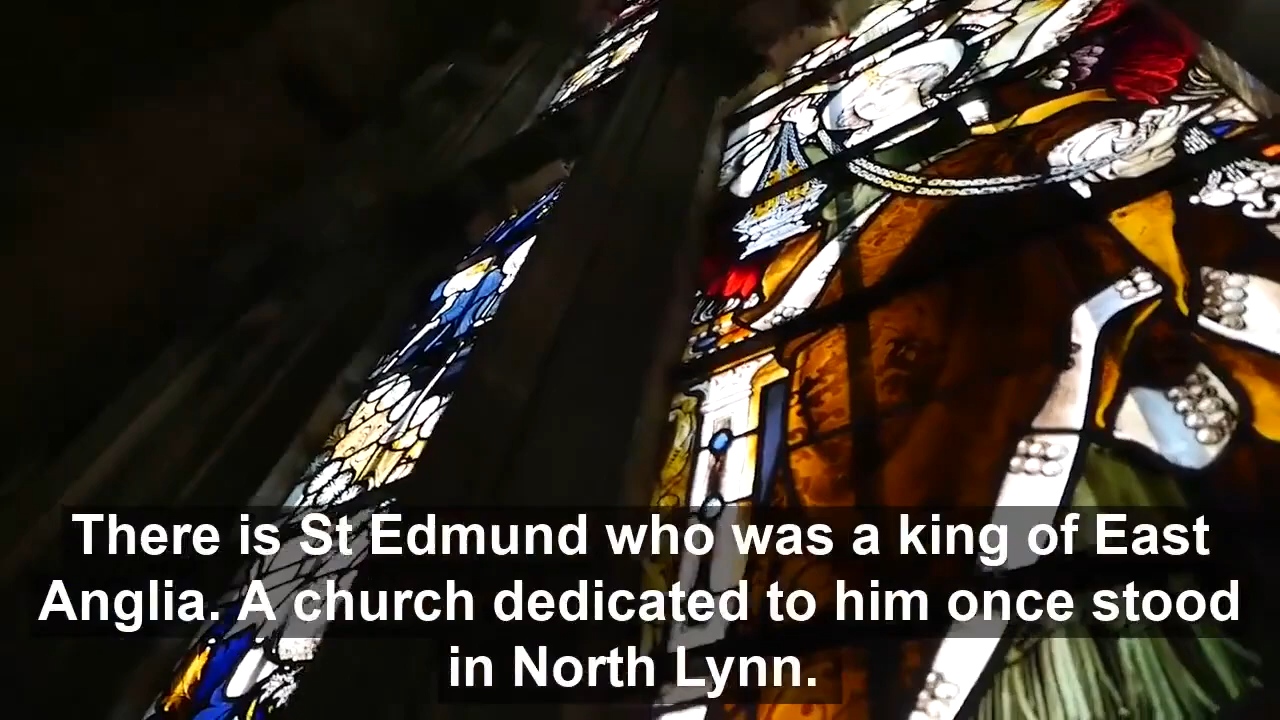 There is St Edmund who was a king of East
Anglia. A church dedicated to him once stood
in North Lynn.